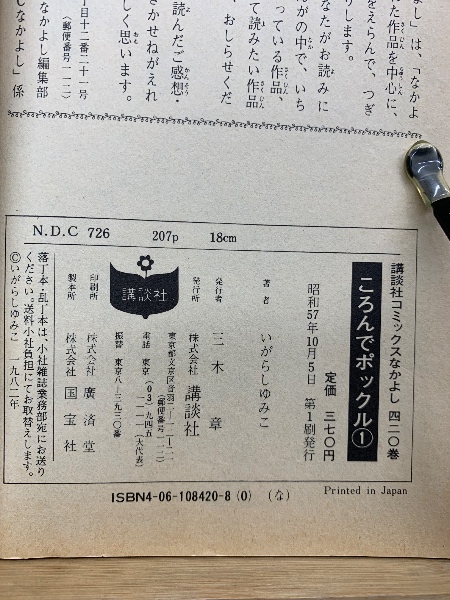 よし」は、「なかよ
れた作品を中心に、
をえらんで、つぎ
ります。
なたがお読みに
んがの中で、いち
っている作品、
て読みたい作品
、おしらせくだ
読んだご感想・
さかせねがえれ
しく思います。
目十二番二十一号
(郵便番号一一二)
なかよし編集部
しなかよし」係
N.D.C 726 207p 18cm
講談社コミックスなかよし 四二〇巻
ころんでポックル①
定価 三七〇円
昭和57年10月5日 第1刷発行
著者 いがらしゆみこ
発行者 三木 章
発行所 株式会社 講談社
東京都文京区音羽二-一二-二一
(郵便番号一一二)
電話 東京(03)九四五-一一一一(大代表)
振替 東京八-三九三〇番
講談社
印刷所 株式会社 廣済堂
製本所 株式会社 国宝社
落丁本・乱丁本は、小社雑誌業務部宛にお送り
ください。送料小社負担にてお取替えします。
©いがらしゆみこ 一九八二年
ISBN4-06-108420-8 (0) (な)
Printed in Japan